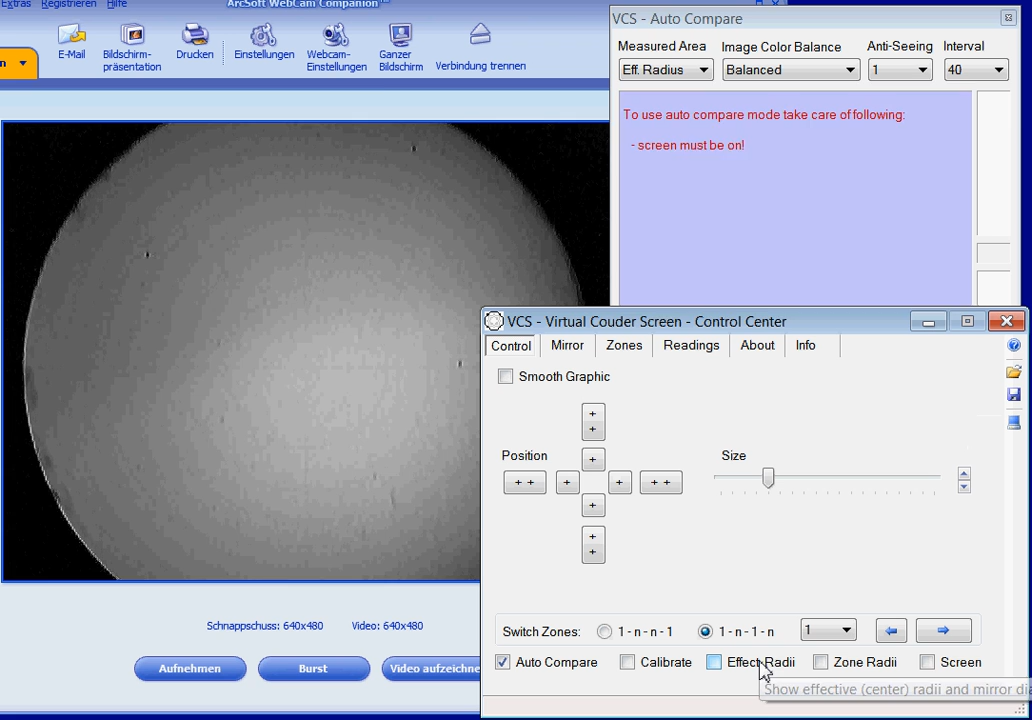 Extras Registrieren Hilfe
ArcSoft WebCam Companion™
n
E-Mail
Bildschirm-
präsentation
Drucken
Einstellungen
Webcam-
Einstellungen
Ganzer
Bildschirm
Verbindung trennen
VCS - Auto Compare
Measured Area Image Color Balance Anti-Seeing Interval
Eff. Radius Balanced 1 40
To use auto compare mode take care of following:
- screen must be on!
VCS - Virtual Couder Screen - Control Center
Control Mirror Zones Readings About Info
Smooth Graphic
+
+
Position + Size
+ + + + + +
+
+
+
Switch Zones: 1 - n - n - 1 1 - n - 1 - n 1
Auto Compare Calibrate Effect Radii Zone Radii Screen
Show effective (center) radii and mirror dia
Schnappschuss: 640x480 Video: 640x480
Aufnehmen Burst Video aufzeichne